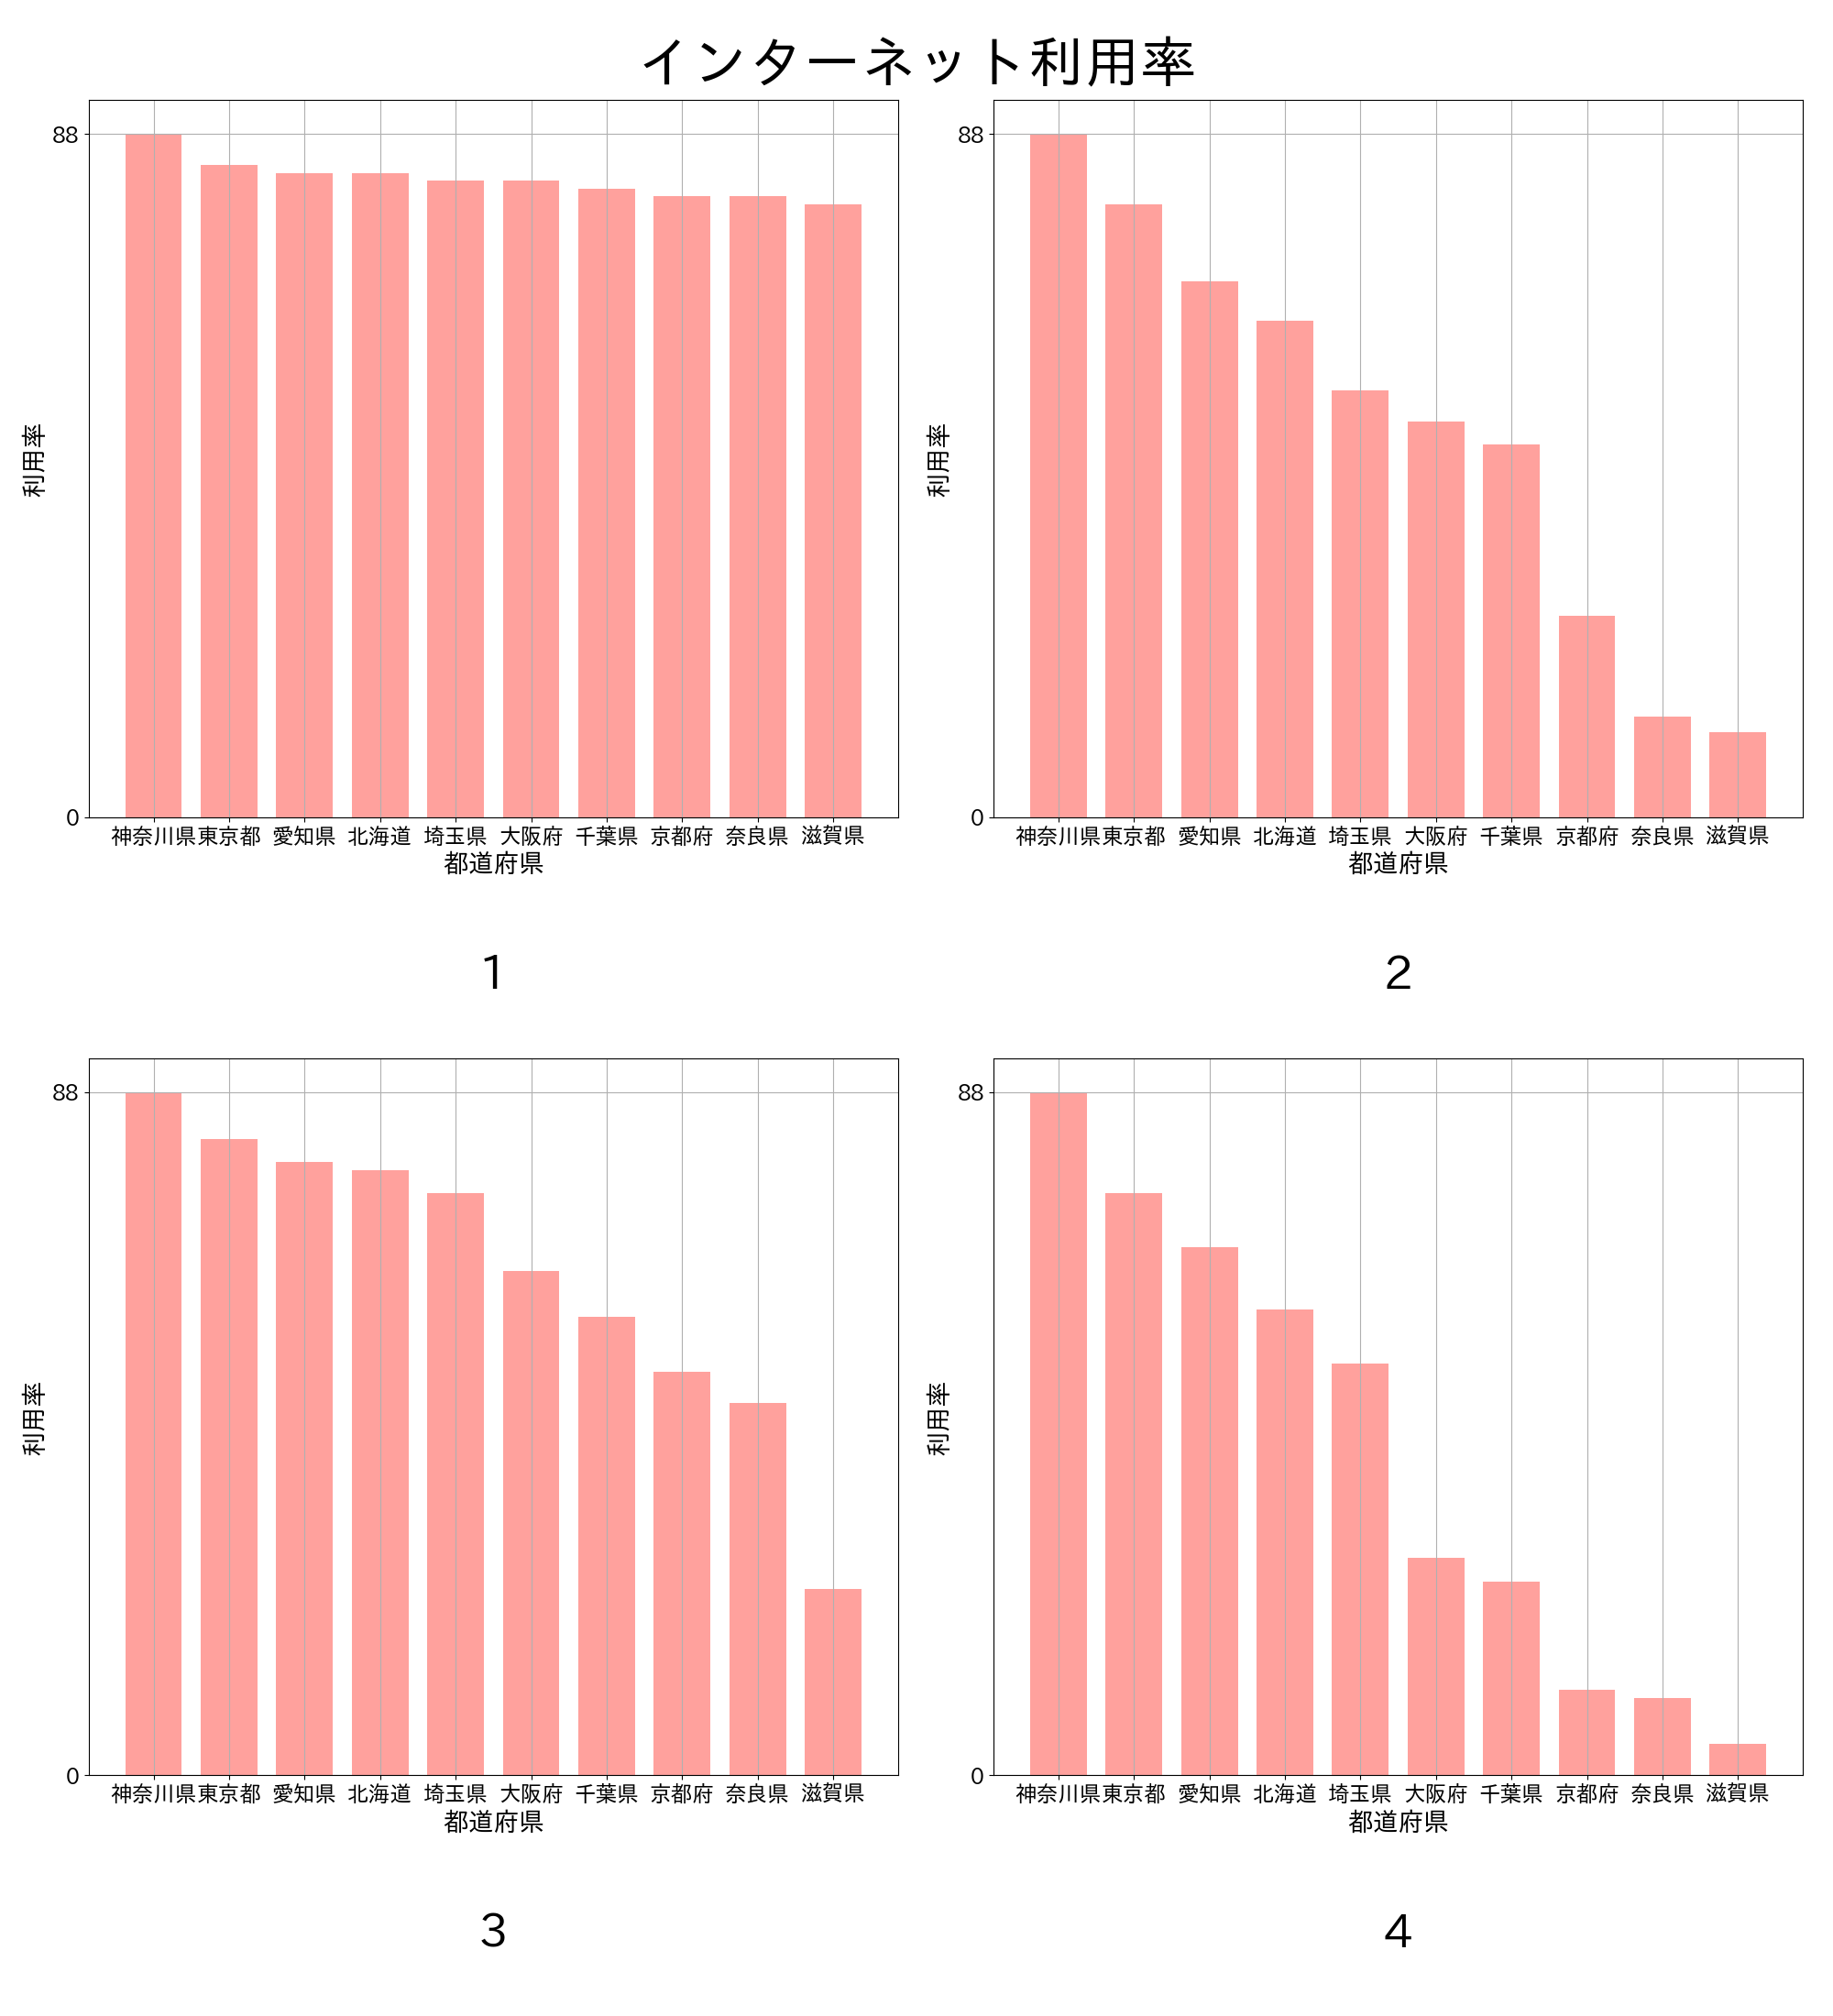 インターネット利用率
88
0
利用率
神奈川県 東京都 愛知県 北海道 埼玉県 大阪府 千葉県 京都府 奈良県 滋賀県
都道府県
1
88
0
利用率
神奈川県 東京都 愛知県 北海道 埼玉県 大阪府 千葉県 京都府 奈良県 滋賀県
都道府県
2
88
0
利用率
神奈川県 東京都 愛知県 北海道 埼玉県 大阪府 千葉県 京都府 奈良県 滋賀県
都道府県
3
88
0
利用率
神奈川県 東京都 愛知県 北海道 埼玉県 大阪府 千葉県 京都府 奈良県 滋賀県
都道府県
4